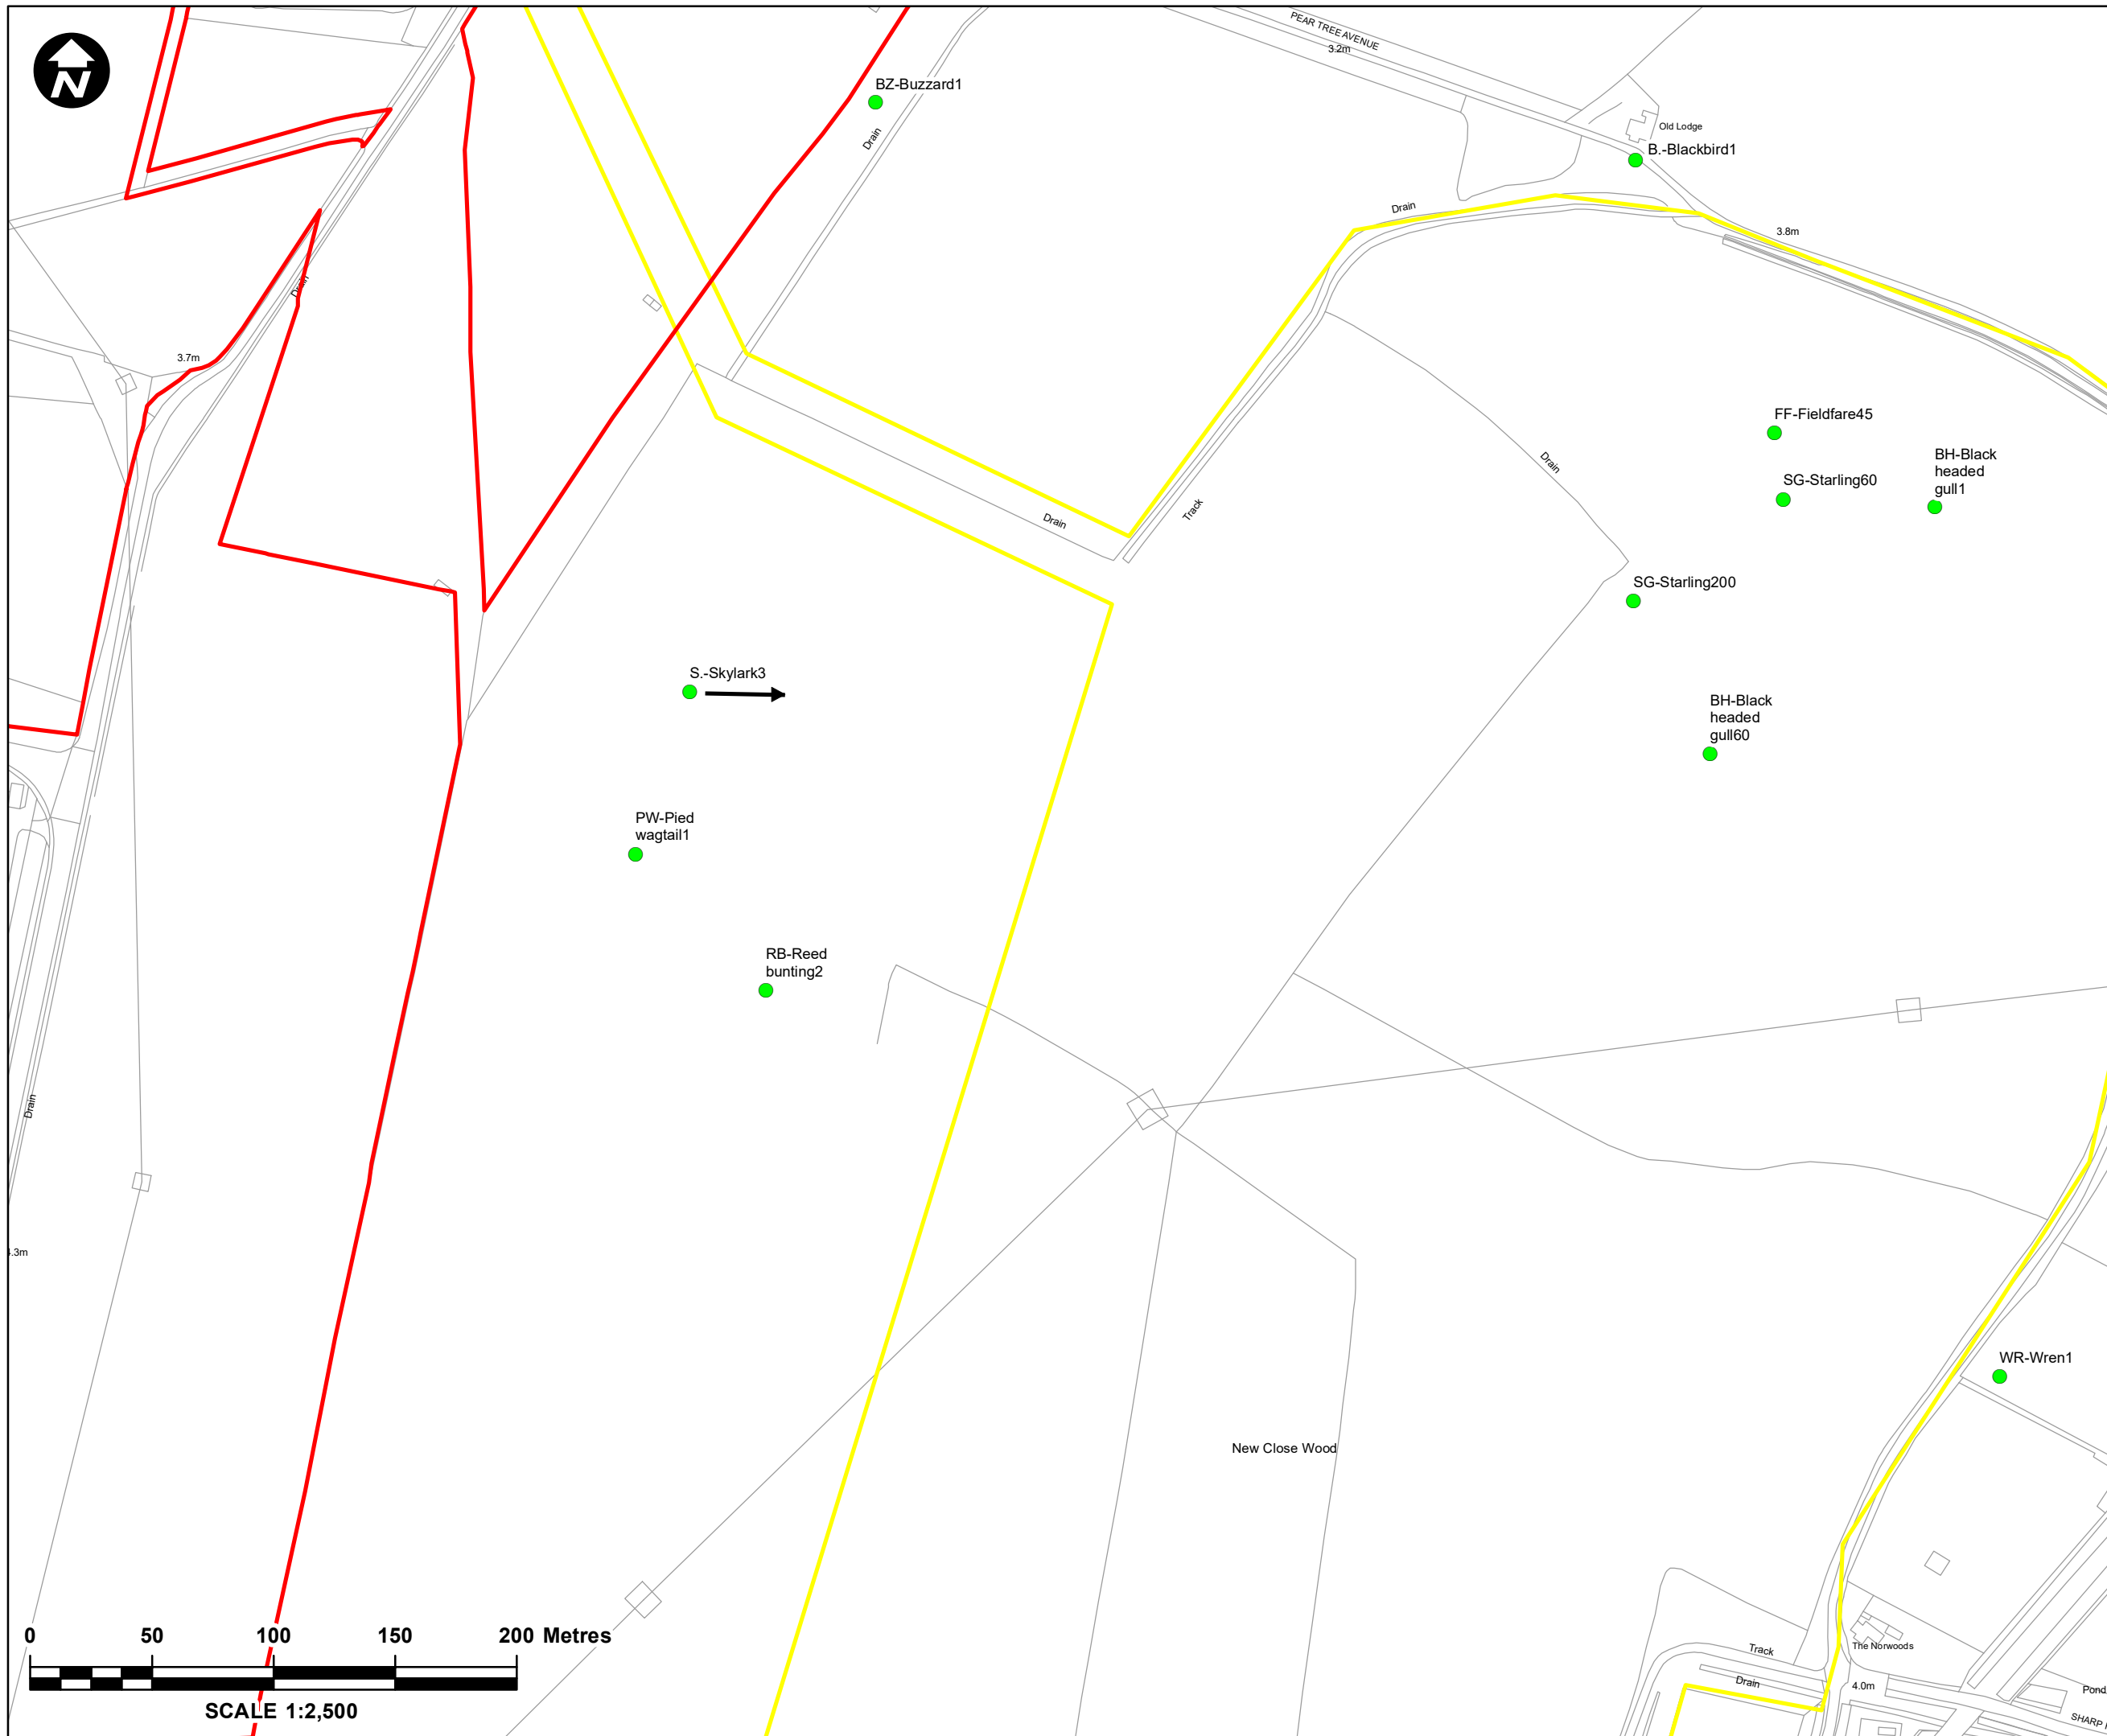 N
PEAR TREE AVENUE
3.2m
BZ-Buzzard1
Drain
Old Lodge
B.-Blackbird1
Drain
3.8m
Drain
3.7m
FF-Fieldfare45
BH-Black
headed
gull1
SG-Starling60
Drain
Track
Drain
SG-Starling200
S.-Skylark3
BH-Black
headed
gull60
PW-Pied
wagtail1
RB-Reed
bunting2
Drain
.3m
WR-Wren1
New Close Wood
0 50 100 150 200 Metres
SCALE 1:2,500
Track
The Norwoods
Drain
4.0m
Pond
SHARP